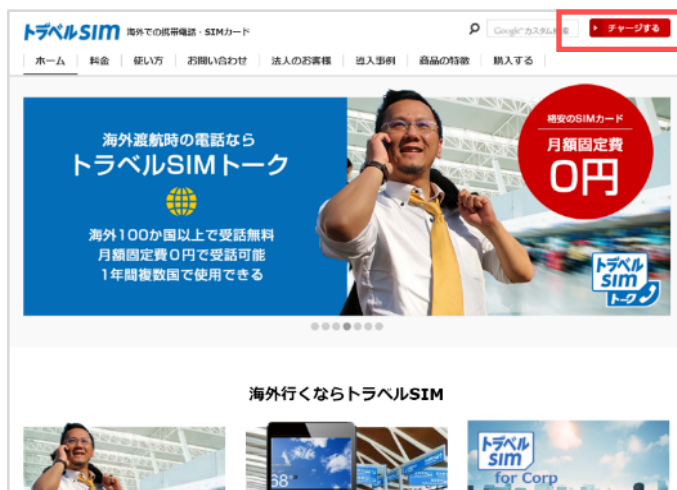 トラベルSIM 海外での携帯電話・SIMカード
Google カスタム検索
チャージする
ホーム 料金 使い方 お問い合わせ 法人のお客様 導入事例 商品の特徴 購入する
海外渡航時の電話なら
トラベルSIMトーク
海外100か国以上で受話無料
月額固定費0円で受話可能
1年間複数国で使用できる
格安のSIMカード
月額固定費
0円
トラベル
SIM
トーク
海外行くならトラベルSIM
68°
トラベル
SIM
for Corp